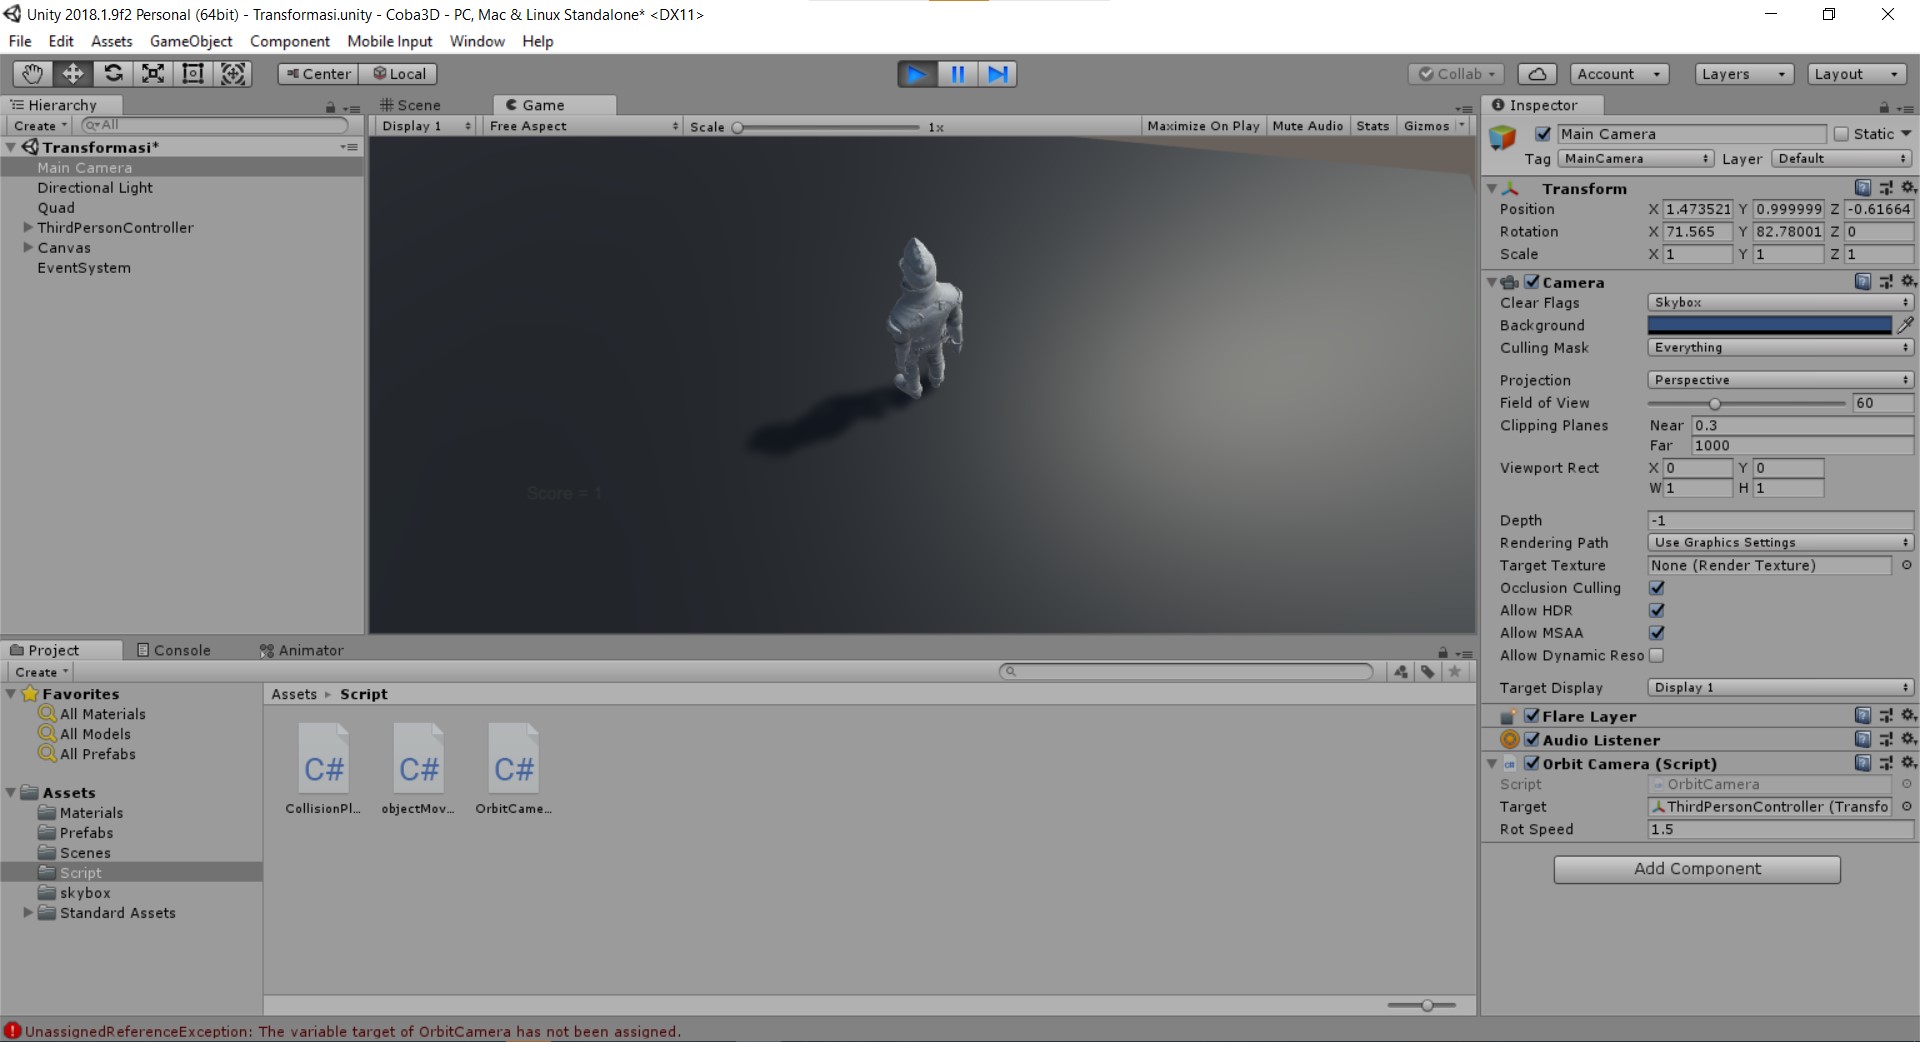 Unity 2018.1.9f2 Personal (64bit) - Transformasi.unity - Coba3D - PC, Mac & Linux Standalone* <DX11>
File Edit Assets GameObject Component Mobile Input Window Help
Center Local Collab Account Layers Layout
Hierarchy
Create All
Transformasi*
Main Camera
Directional Light
Quad
ThirdPersonController
Canvas
EventSystem
Scene Game
Display 1 Free Aspect Scale 1x Maximize On Play Mute Audio Stats Gizmos
Score = 1
Inspector
Main Camera Static
Tag MainCamera Layer Default
Transform
Position X 1.473521 Y 0.999999 Z -0.61664
Rotation X 71.565 Y 82.78001 Z 0
Scale X 1 Y 1 Z 1
Camera
Clear Flags Skybox
Background
Culling Mask Everything
Projection Perspective
Field of View 60
Clipping Planes Near 0.3
Far 1000
Viewport Rect X 0 Y 0
W 1 H 1
Depth -1
Rendering Path Use Graphics Settings
Target Texture None (Render Texture)
Occlusion Culling
Allow HDR
Allow MSAA
Allow Dynamic Reso
Target Display Display 1
Flare Layer
Audio Listener
Orbit Camera (Script)
Script OrbitCamera
Target ThirdPersonController (Transfo
Rot Speed 1.5
Add Component
Project Console Animator
Create
Favorites
All Materials
All Models
All Prefabs
Assets
Materials
Prefabs
Scenes
Script
skybox
Standard Assets
Assets Script
C# C# C#
CollisionPl... objectMov... OrbitCame...
UnassignedReferenceException: The variable target of OrbitCamera has not been assigned.